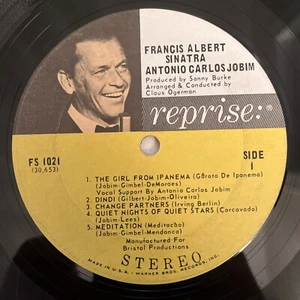 FRANCIS ALBERT
SINATRA
ANTONIO CARLOS JOBIM
Produced by Sonny Burke
Arranged & Conducted by
Claus Ogerman
reprise:
FS 1021
(30,653)
SIDE
1
1. THE GIRL FROM IPANEMA (Gârota De Ipanema)
(Jobim-Gimbel-DeMoraes)
Vocal Support By Antonio Carlos Jobim
2. DINDI (Gilbert-Jobim-Oliveira)
3. CHANGE PARTNERS (Irving Berlin)
4. QUIET NIGHTS OF QUIET STARS (Corcovado)
(Jobim-Lees)
5. MEDITATION (Meditacho)
(Jobim-Gimbel-Mendonca)
Manufactured For
Bristol Productions
STEREO
MADE IN U.S.A. · WARNER BROS. RECORDS, INC.